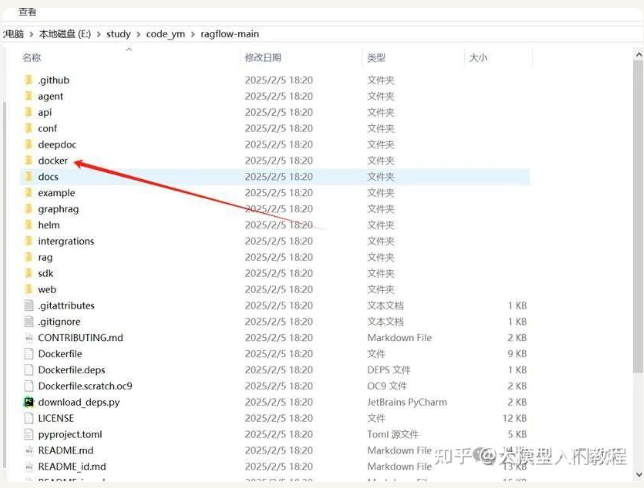 查看
电脑 > 本地磁盘 (E:) > study > code_ym > ragflow-main
名称 修改日期 类型 大小
.github 2025/2/5 18:20 文件夹
agent 2025/2/5 18:20 文件夹
api 2025/2/5 18:20 文件夹
conf 2025/2/5 18:20 文件夹
deepdoc 2025/2/5 18:20 文件夹
docker 2025/2/5 18:20 文件夹
docs 2025/2/5 18:20 文件夹
example 2025/2/5 18:20 文件夹
graphrag 2025/2/5 18:20 文件夹
helm 2025/2/5 18:20 文件夹
intergrations 2025/2/5 18:20 文件夹
rag 2025/2/5 18:20 文件夹
sdk 2025/2/5 18:20 文件夹
web 2025/2/5 18:20 文件夹
.gitattributes 2025/2/5 18:20 文本文档 1 KB
.gitignore 2025/2/5 18:20 文本文档 1 KB
CONTRIBUTING.md 2025/2/5 18:20 Markdown File 2 KB
Dockerfile 2025/2/5 18:20 文件 9 KB
Dockerfile.deps 2025/2/5 18:20 DEPS 文件 1 KB
Dockerfile.scratch.oc9 2025/2/5 18:20 OC9 文件 2 KB
download_deps.py 2025/2/5 18:20 JetBrains PyCharm 2 KB
LICENSE 2025/2/5 18:20 文件 12 KB
pyproject.toml 2025/2/5 18:20 Toml 源文件 5 KB
README.md 2025/2/5 18:20 Markdown File KB
README_id.md 2025/2/5 18:20 Markdown File 13 KB
知乎 @大模型入门教程